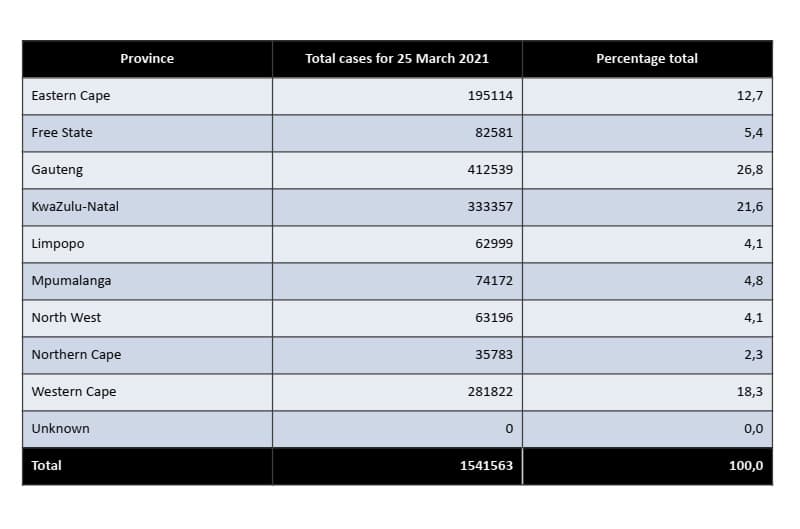 Province Total cases for 25 March 2021 Percentage total
Eastern Cape 195114 12,7
Free State 82581 5,4
Gauteng 412539 26,8
KwaZulu-Natal 333357 21,6
Limpopo 62999 4,1
Mpumalanga 74172 4,8
North West 63196 4,1
Northern Cape 35783 2,3
Western Cape 281822 18,3
Unknown 0 0,0
Total 1541563 100,0